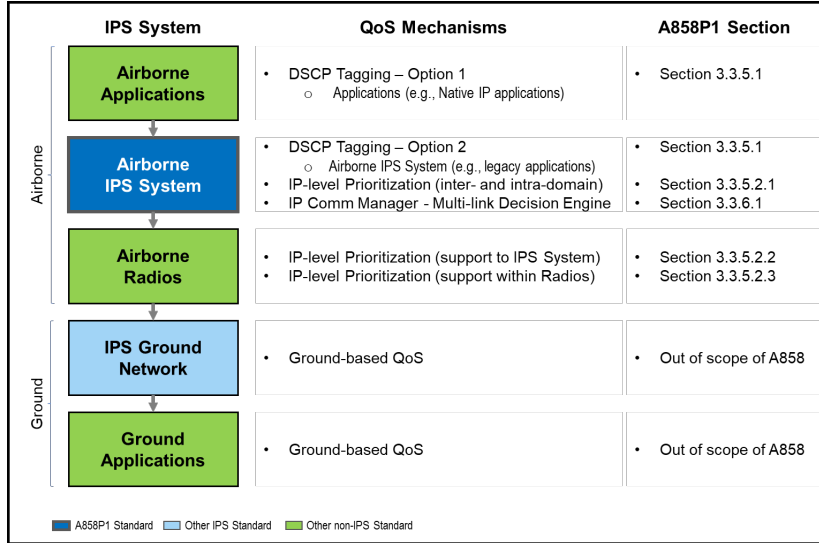 IPS System QoS Mechanisms A858P1 Section
Airborne
Airborne
Applications
• DSCP Tagging – Option 1
o Applications (e.g., Native IP applications)
• Section 3.3.5.1
Airborne
IPS System
• DSCP Tagging – Option 2
o Airborne IPS System (e.g., legacy applications)
• IP-level Prioritization (inter- and intra-domain)
• IP Comm Manager - Multi-link Decision Engine
• Section 3.3.5.1
• Section 3.3.5.2.1
• Section 3.3.6.1
Airborne
Radios
• IP-level Prioritization (support to IPS System)
• IP-level Prioritization (support within Radios)
• Section 3.3.5.2.2
• Section 3.3.5.2.3
Ground
IPS Ground
Network
• Ground-based QoS
• Out of scope of A858
Ground
Applications
• Ground-based QoS
• Out of scope of A858
A858P1 Standard Other IPS Standard Other non-IPS Standard